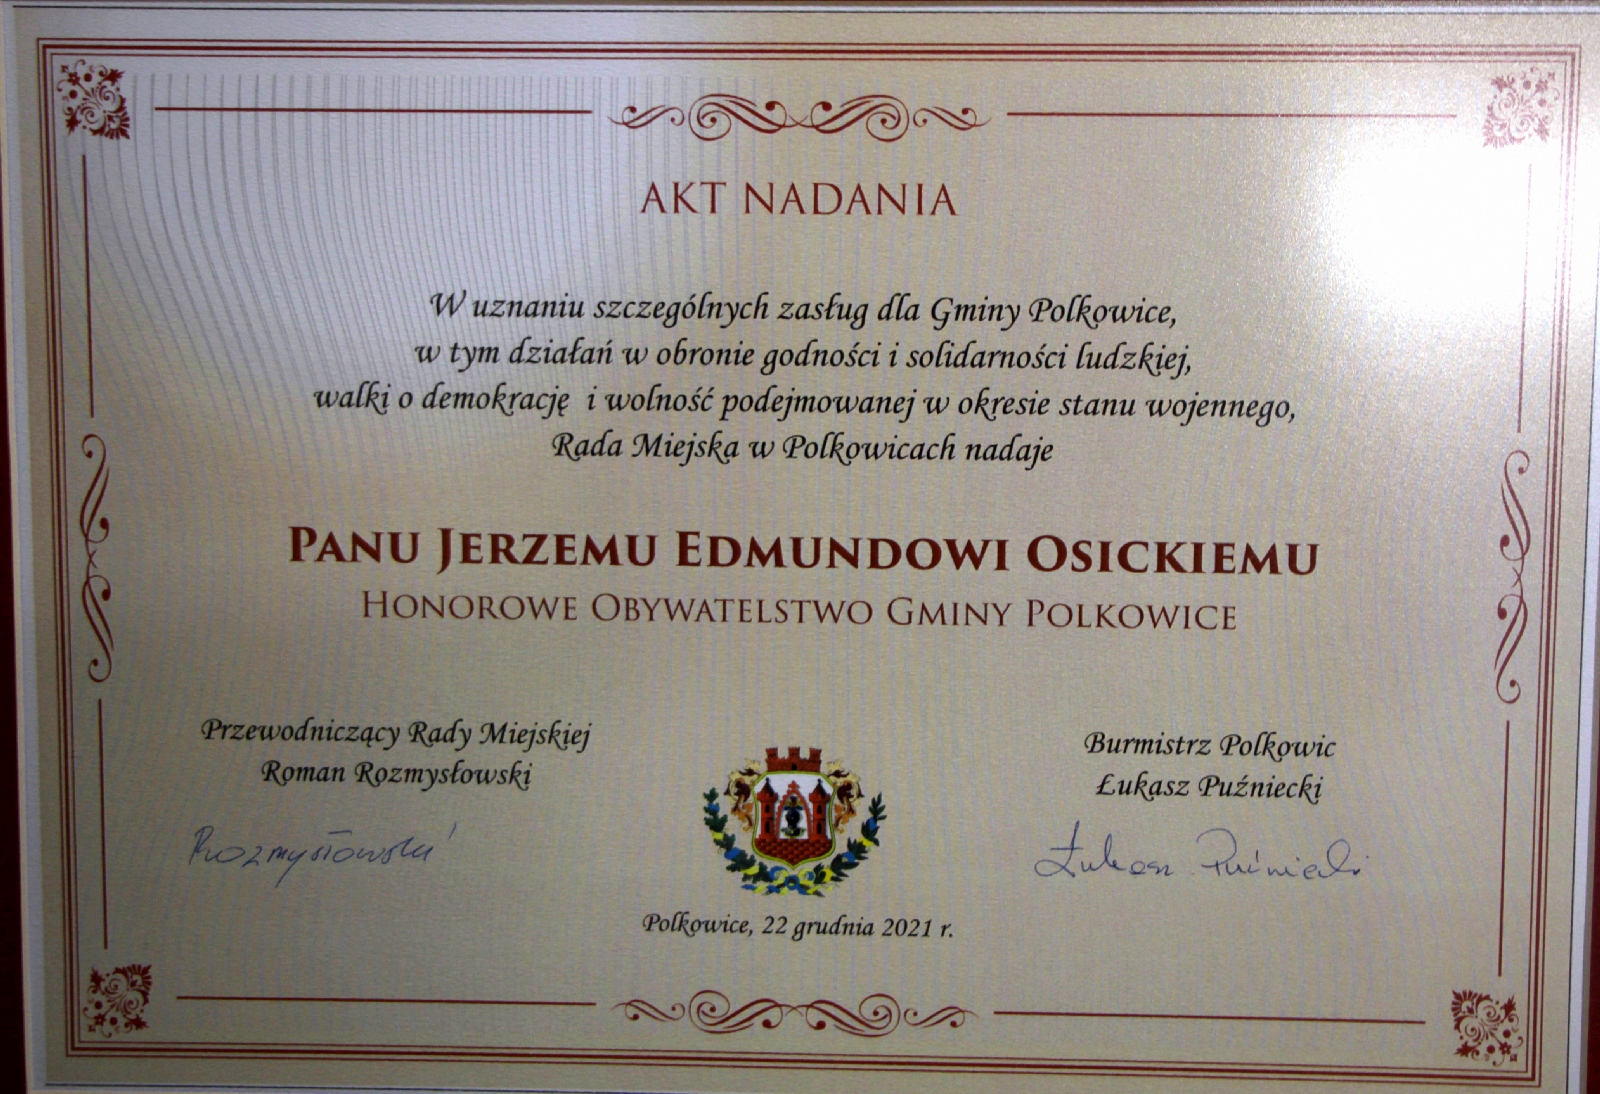 AKT NADANIA
W uznaniu szczególnych zasług dla Gminy Polkowice,
w tym działań w obronie godności i solidarności ludzkiej,
walki o demokrację i wolność podejmowanej w okresie stanu wojennego,
Rada Miejska w Polkowicach nadaje
PANU JERZEMU EDMUNDOWI OSICKIEMU
HONOROWE OBYWATELSTWO GMINY POLKOWICE
Przewodniczący Rady Miejskiej
Roman Rozmysłowski
Rozmysłowski
Burmistrz Polkowic
Łukasz Puźniecki
Łukasz Puźniecki
Polkowice, 22 grudnia 2021 r.